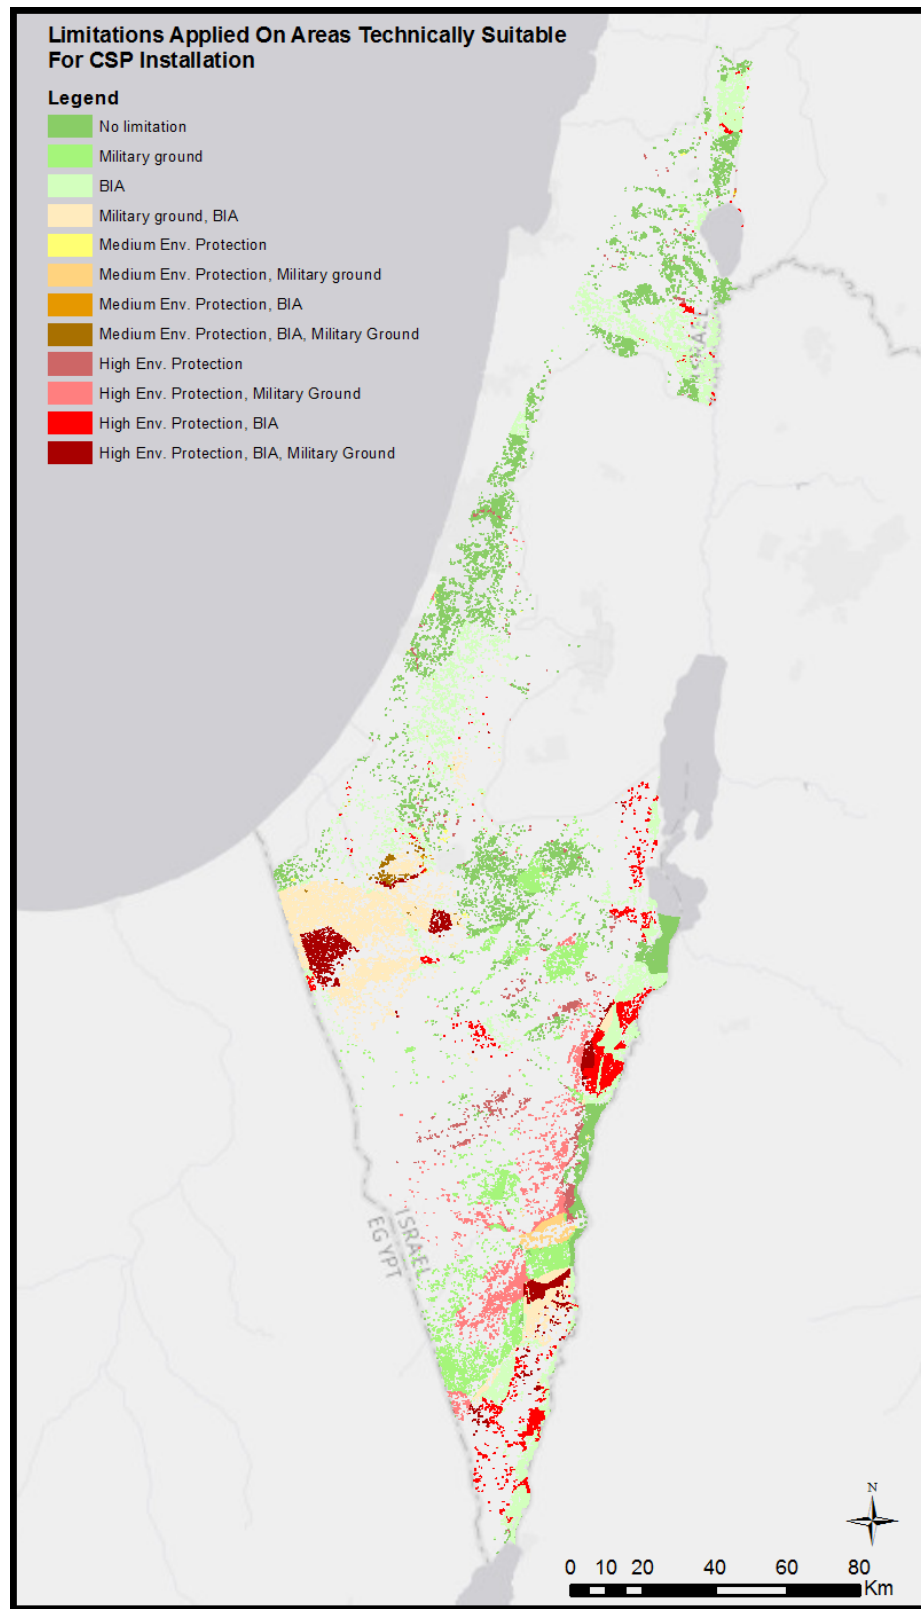 Limitations Applied On Areas Technically Suitable
For CSP Installation
Legend
No limitation
Military ground
BIA
Military ground, BIA
Medium Env. Protection
Medium Env. Protection, Military ground
Medium Env. Protection, BIA
Medium Env. Protection, BIA, Military Ground
High Env. Protection
High Env. Protection, Military Ground
High Env. Protection, BIA
High Env. Protection, BIA, Military Ground
ISRAEL
EGYPT
N
0 10 20 40 60 80
Km